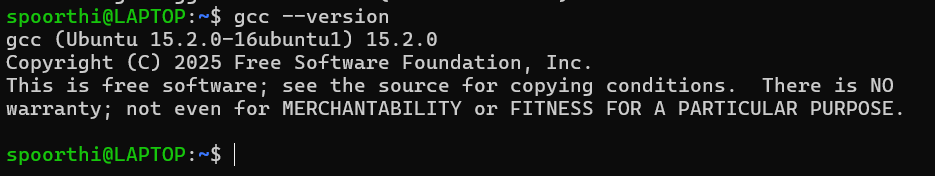 spoorthi@LAPTOP:~$ gcc --version
gcc (Ubuntu 15.2.0-16ubuntu1) 15.2.0
Copyright (C) 2025 Free Software Foundation, Inc.
This is free software; see the source for copying conditions.  There is NO
warranty; not even for MERCHANTABILITY or FITNESS FOR A PARTICULAR PURPOSE.
spoorthi@LAPTOP:~$